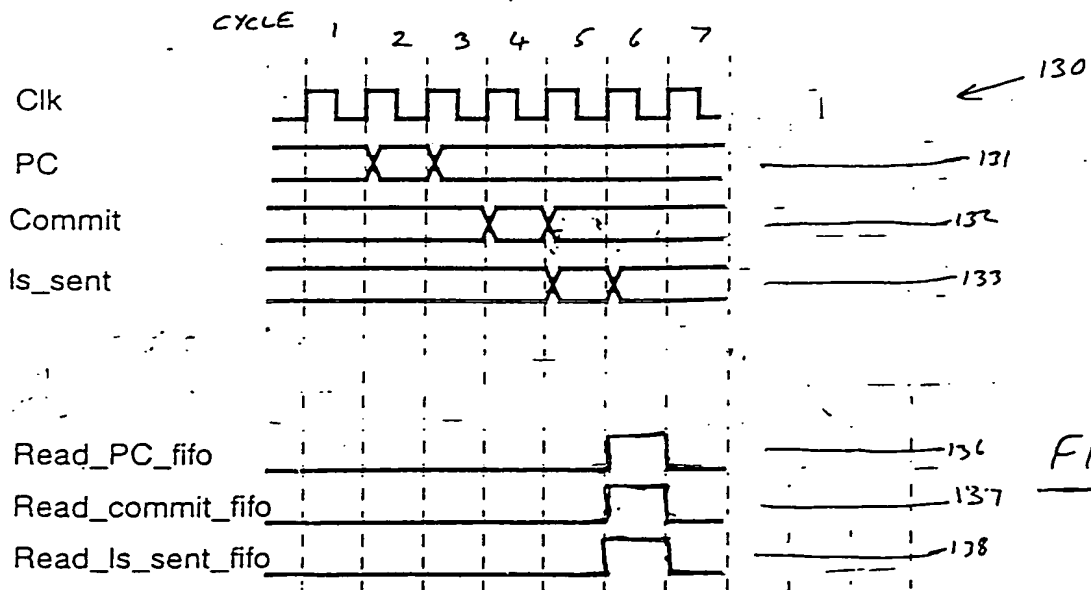 CYCLE 1 2 3 4 5 6 7
130
Clk
PC 131
Commit 132
Is_sent 133
Read_PC_fifo 136
FI
Read_commit_fifo 137
Read_Is_sent_fifo 138